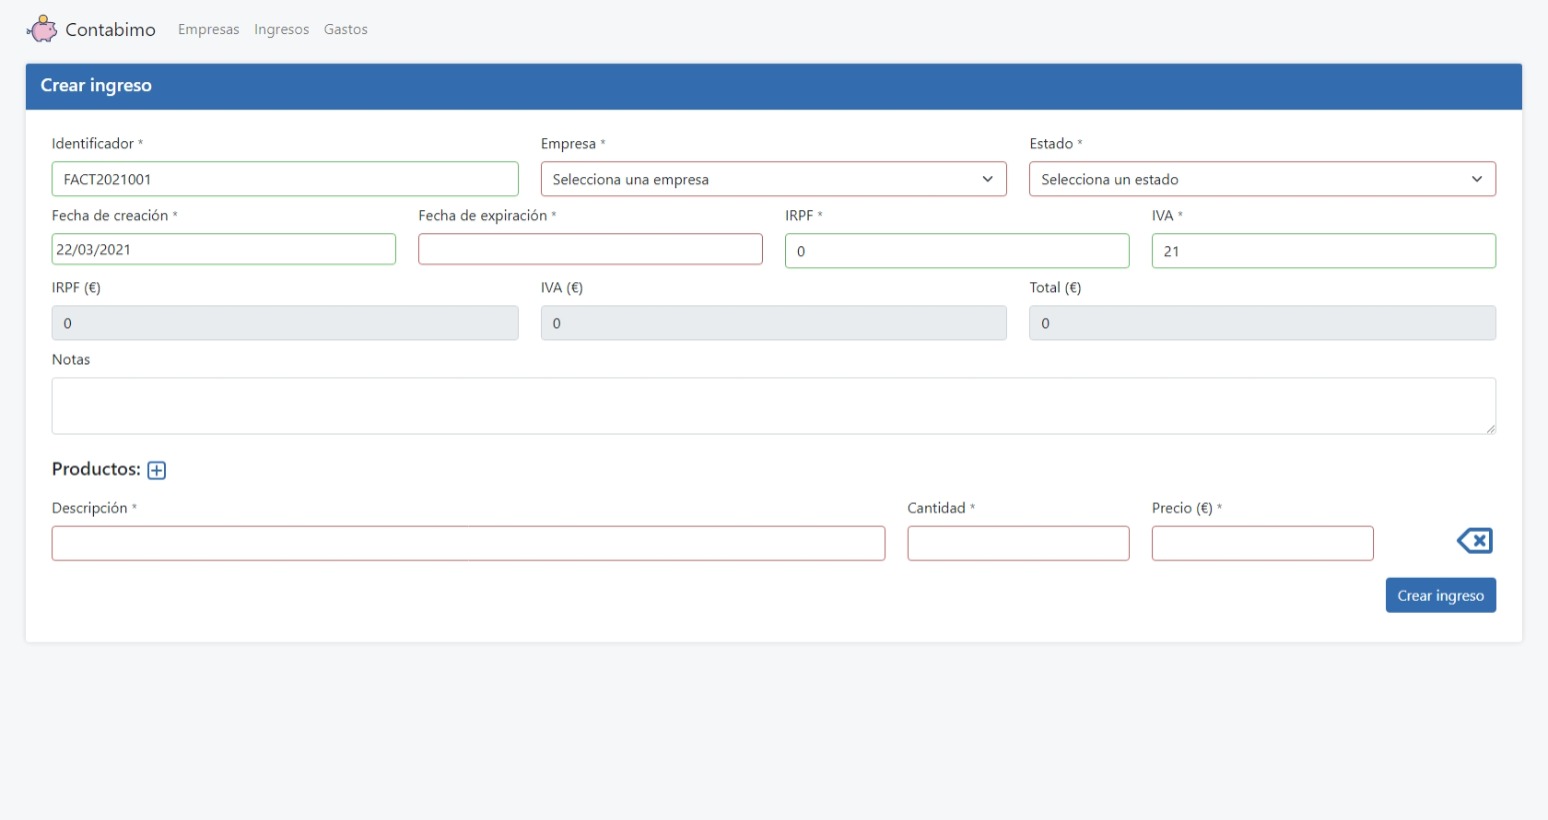 Contabimo Empresas Ingresos Gastos
Crear ingreso
Identificador * Empresa * Estado *
FACT2021001 Selecciona una empresa Selecciona un estado
Fecha de creación * Fecha de expiración * IRPF * IVA *
22/03/2021 0 21
IRPF (€) IVA (€) Total (€)
0 0 0
Notas
Productos:
Descripción * Cantidad * Precio (€) *
Crear ingreso